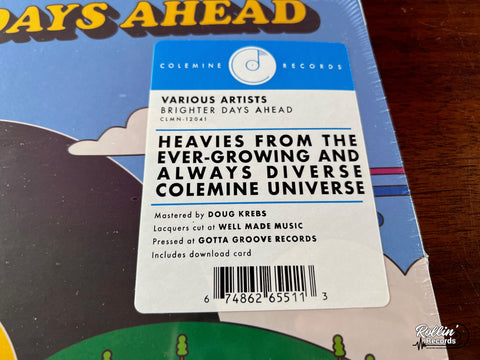 DAYS AHEAD
COLEMINE RECORDS
VARIOUS ARTISTS
BRIGHTER DAYS AHEAD
CLMN-12041
HEAVIES FROM THE
EVER-GROWING AND
ALWAYS DIVERSE
COLEMINE UNIVERSE
Mastered by DOUG KREBS
Lacquers cut at WELL MADE MUSIC
Pressed at GOTTA GROOVE RECORDS
Includes download card
6 74862 65511 3
Rollin'
Records